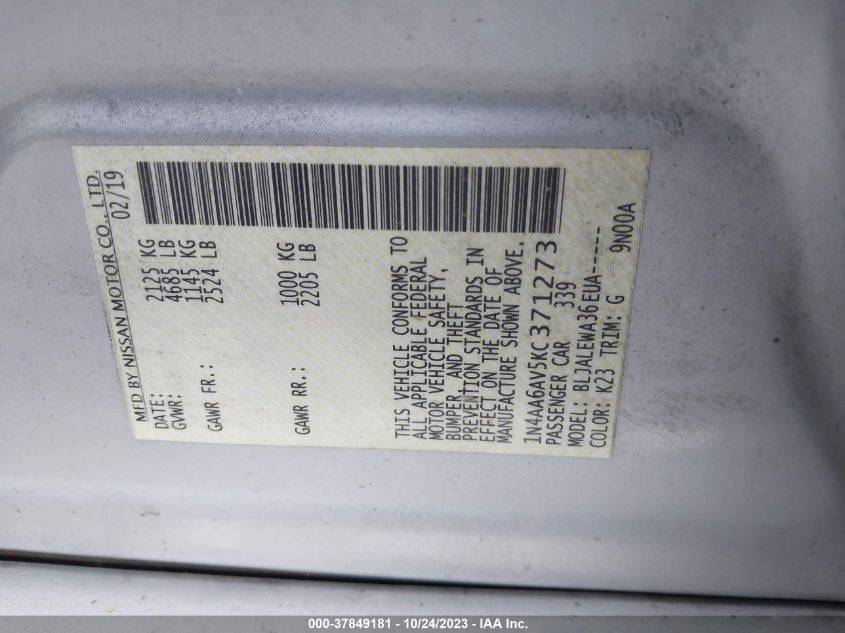 MFD BY NISSAN MOTOR CO., LTD.
DATE: 02/19
GVWR: 2125 KG
4685 LB
GAWR FR.: 1145 KG
2524 LB
GAWR RR.: 1000 KG
2205 LB
THIS VEHICLE CONFORMS TO
ALL APPLICABLE FEDERAL
MOTOR VEHICLE SAFETY,
BUMPER, AND THEFT
PREVENTION STANDARDS IN
EFFECT ON THE DATE OF
MANUFACTURE SHOWN ABOVE.
1N4AA6AV5KC371273
PASSENGER CAR 339
MODEL: BLJALEWA36EUA------
COLOR: K23 TRIM: G 9N00A
000-37849181 - 10/24/2023 - IAA Inc.